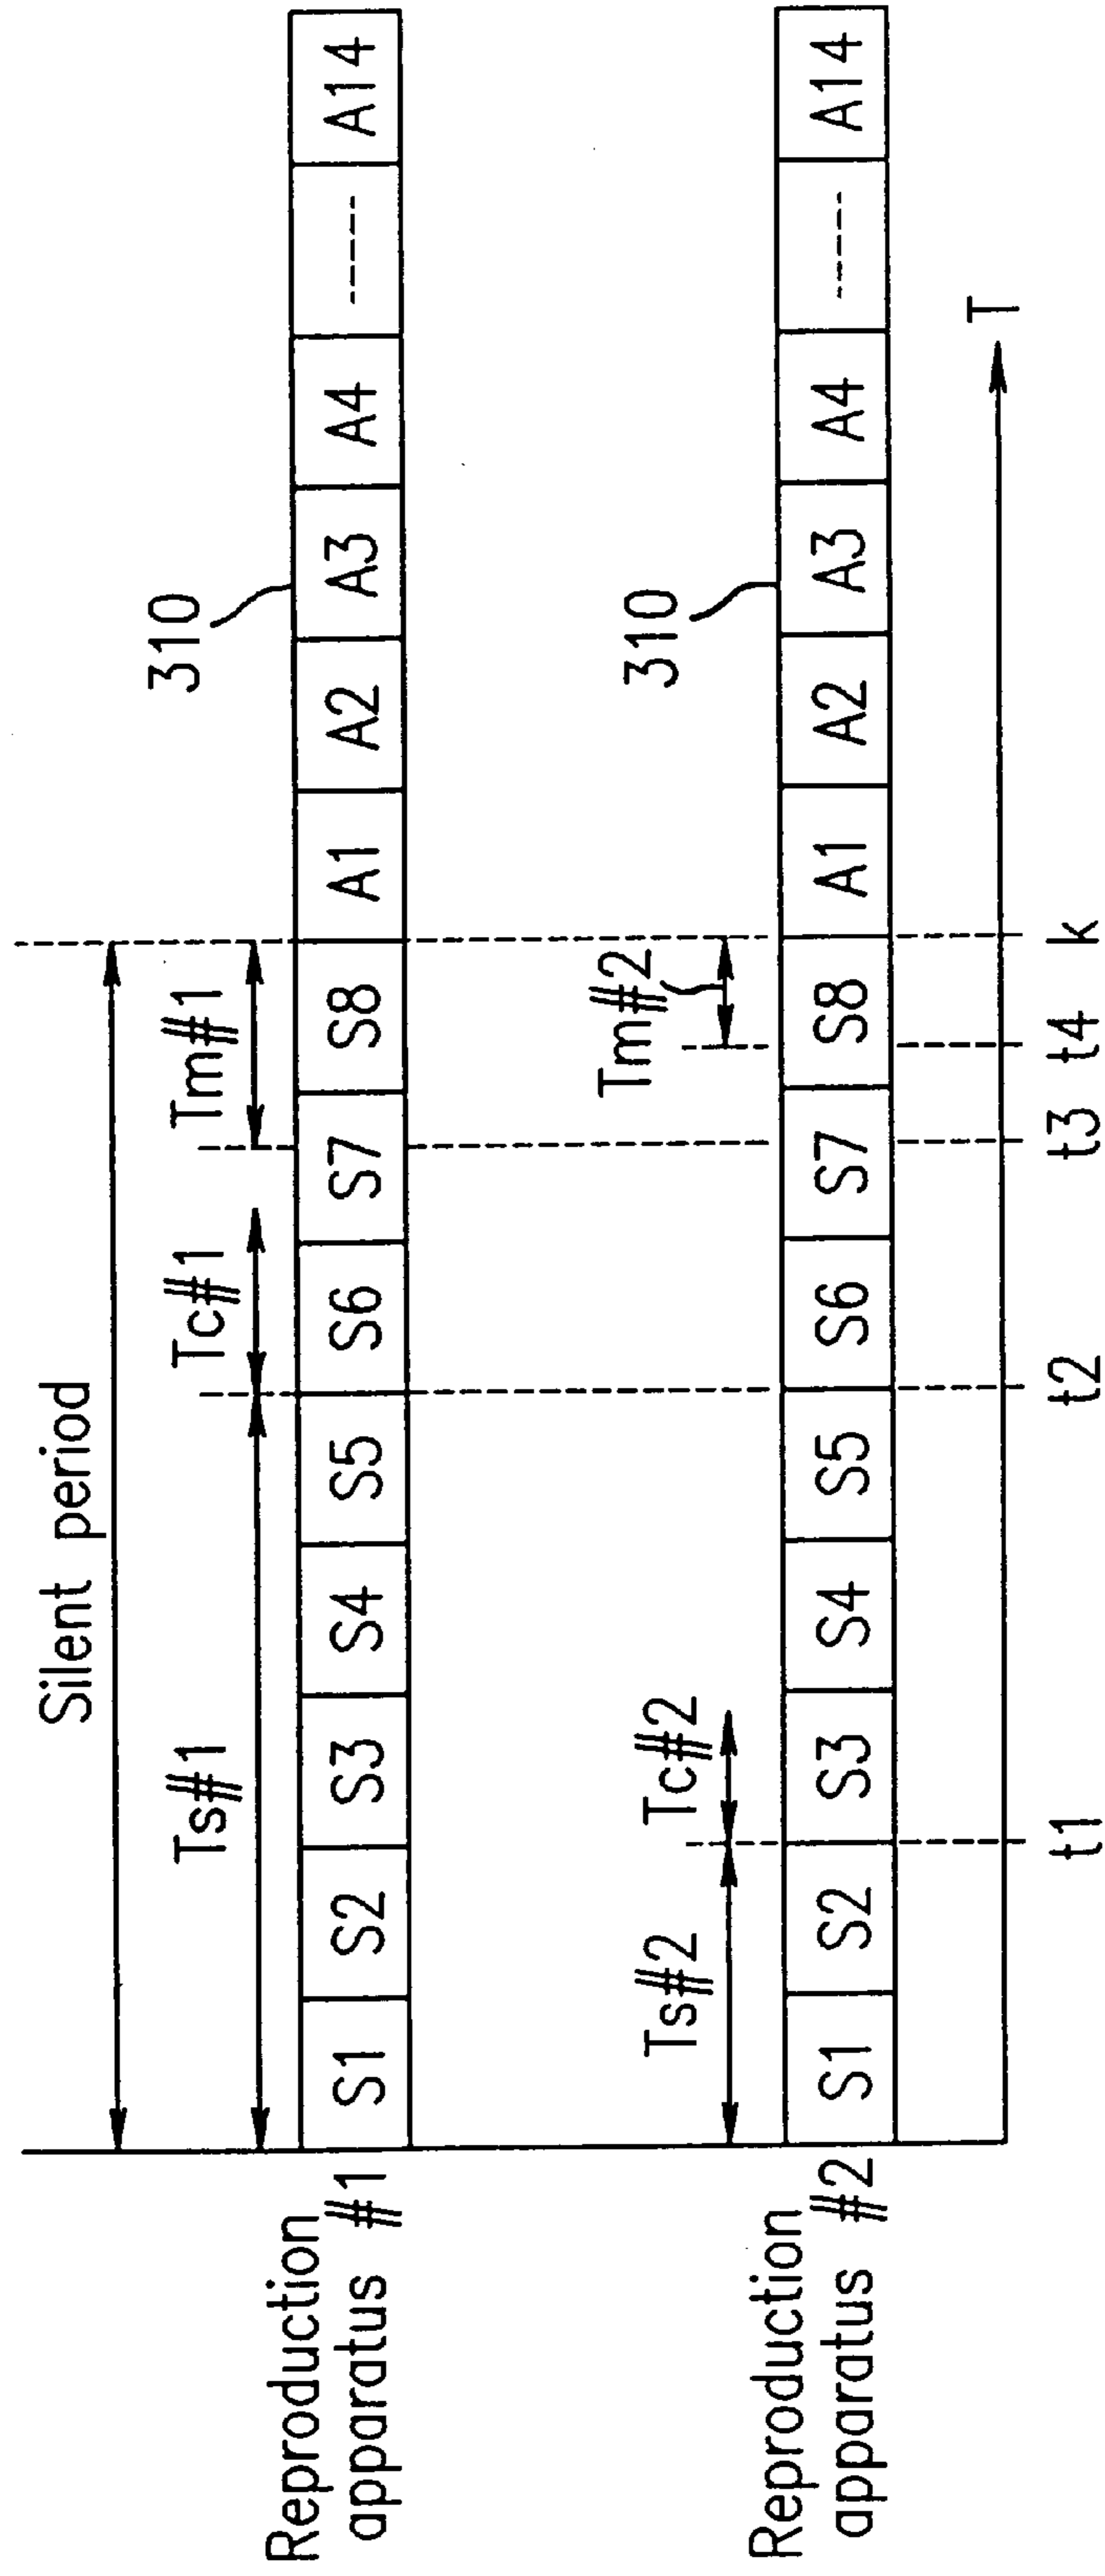 Silent period
Ts#1
Tc#1
Tm#1
310
Reproduction
apparatus #1
S1 S2 S3 S4 S5 S6 S7 S8 A1 A2 A3 A4 ----- A14
Ts#2
Tc#2
Tm#2
310
Reproduction
apparatus #2
S1 S2 S3 S4 S5 S6 S7 S8 A1 A2 A3 A4 ----- A14
T
t1 t2 t3 t4 k